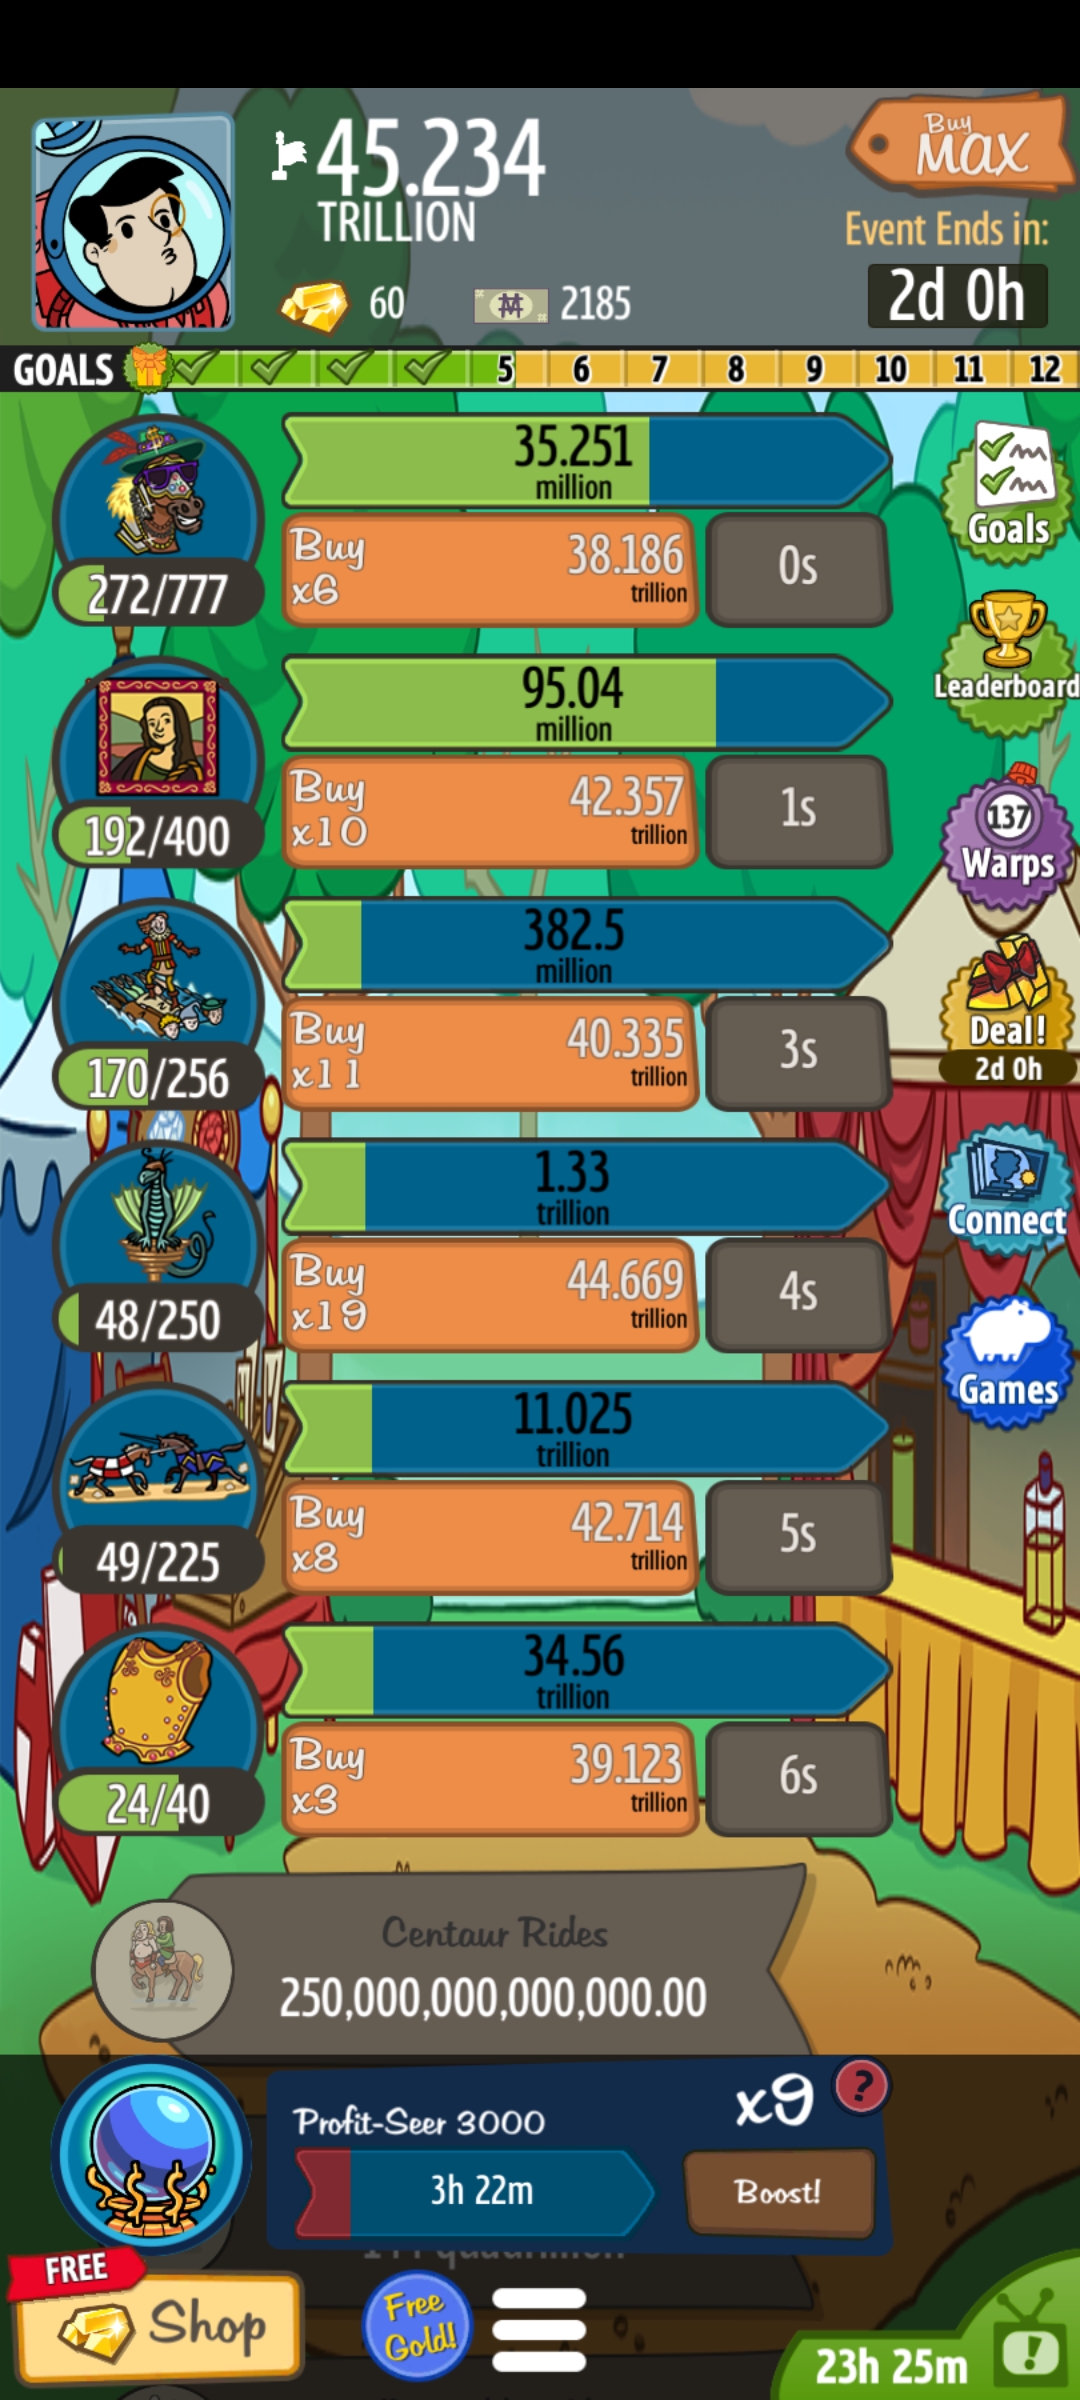 45.234
TRILLION
Buy
MAX
Event Ends in:
2d 0h
60
2185
GOALS
5 6 7 8 9 10 11 12
35.251
million
Buy
x6
38.186
trillion
0s
272/777
Goals
95.04
million
Buy
x10
42.357
trillion
1s
192/400
Leaderboard
137
Warps
382.5
million
Buy
x11
40.335
trillion
3s
170/256
Deal!
2d 0h
1.33
trillion
Buy
x19
44.669
trillion
4s
48/250
Connect
Games
11.025
trillion
Buy
x8
42.714
trillion
5s
49/225
34.56
trillion
Buy
x3
39.123
trillion
6s
24/40
Centaur Rides
250,000,000,000,000.00
Profit-Seer 3000
x9
?
3h 22m
Boost!
FREE
Shop
Free
Gold!
!
23h 25m